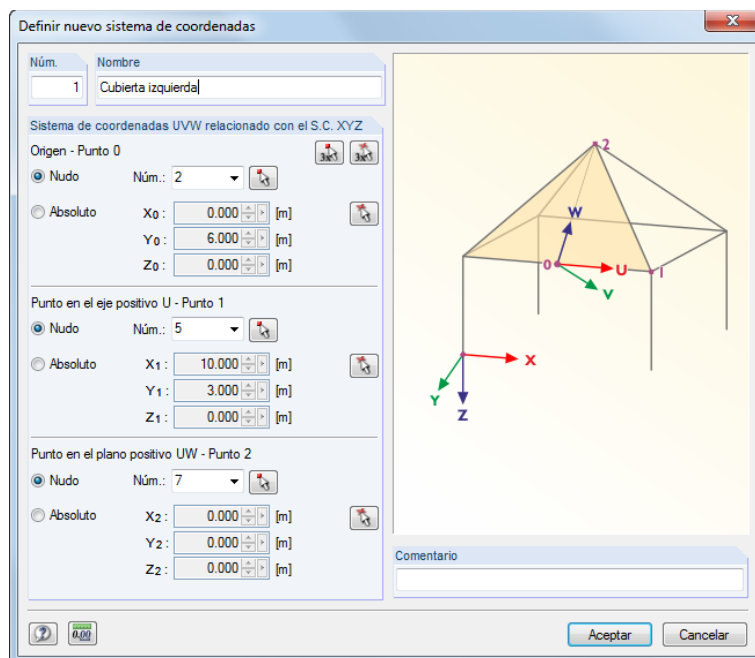 Definir nuevo sistema de coordenadas
Núm.
Nombre
1
Cubierta izquierda
Sistema de coordenadas UVW relacionado con el S.C. XYZ
Origen - Punto 0
3x
3x
Nudo Núm.: 2
Absoluto X0 : 0.000 [m]
Y0 : 6.000 [m]
Z0 : 0.000 [m]
Punto en el eje positivo U - Punto 1
Nudo Núm.: 5
Absoluto X1 : 10.000 [m]
Y1 : 3.000 [m]
Z1 : 0.000 [m]
Punto en el plano positivo UW - Punto 2
Nudo Núm.: 7
Absoluto X2 : 0.000 [m]
Y2 : 0.000 [m]
Z2 : 0.000 [m]
2
W
0
U
1
V
X
Y
Z
Comentario
0.00
Aceptar
Cancelar